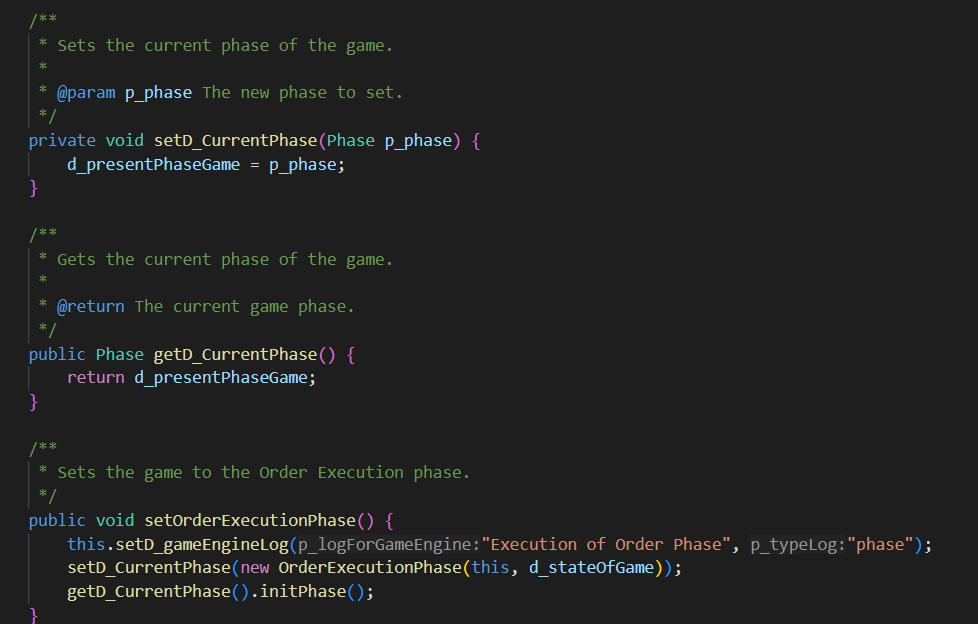 /**
 * Sets the current phase of the game.
 *
 * @param p_phase The new phase to set.
 */
private void setD_CurrentPhase(Phase p_phase) {
    d_presentPhaseGame = p_phase;
}

/**
 * Gets the current phase of the game.
 *
 * @return The current game phase.
 */
public Phase getD_CurrentPhase() {
    return d_presentPhaseGame;
}

/**
 * Sets the game to the Order Execution phase.
 */
public void setOrderExecutionPhase() {
    this.setD_gameEngineLog(p_logForGameEngine:"Execution of Order Phase", p_typeLog:"phase");
    setD_CurrentPhase(new OrderExecutionPhase(this, d_stateOfGame));
    getD_CurrentPhase().initPhase();
}